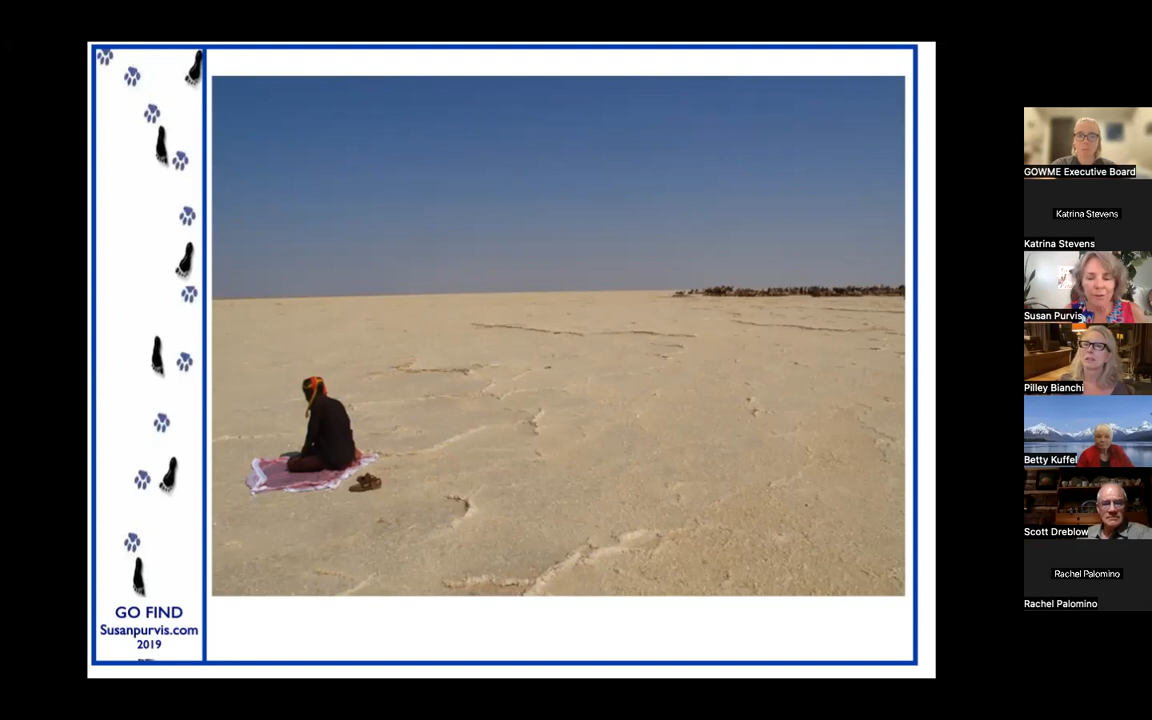 GO FIND
Susanpurvis.com
2019
GOWME Executive Board
Katrina Stevens
Katrina Stevens
Susan Purvis
Pilley Bianchi
Betty Kuffel
Scott Dreblow
Rachel Palomino
Rachel Palomino